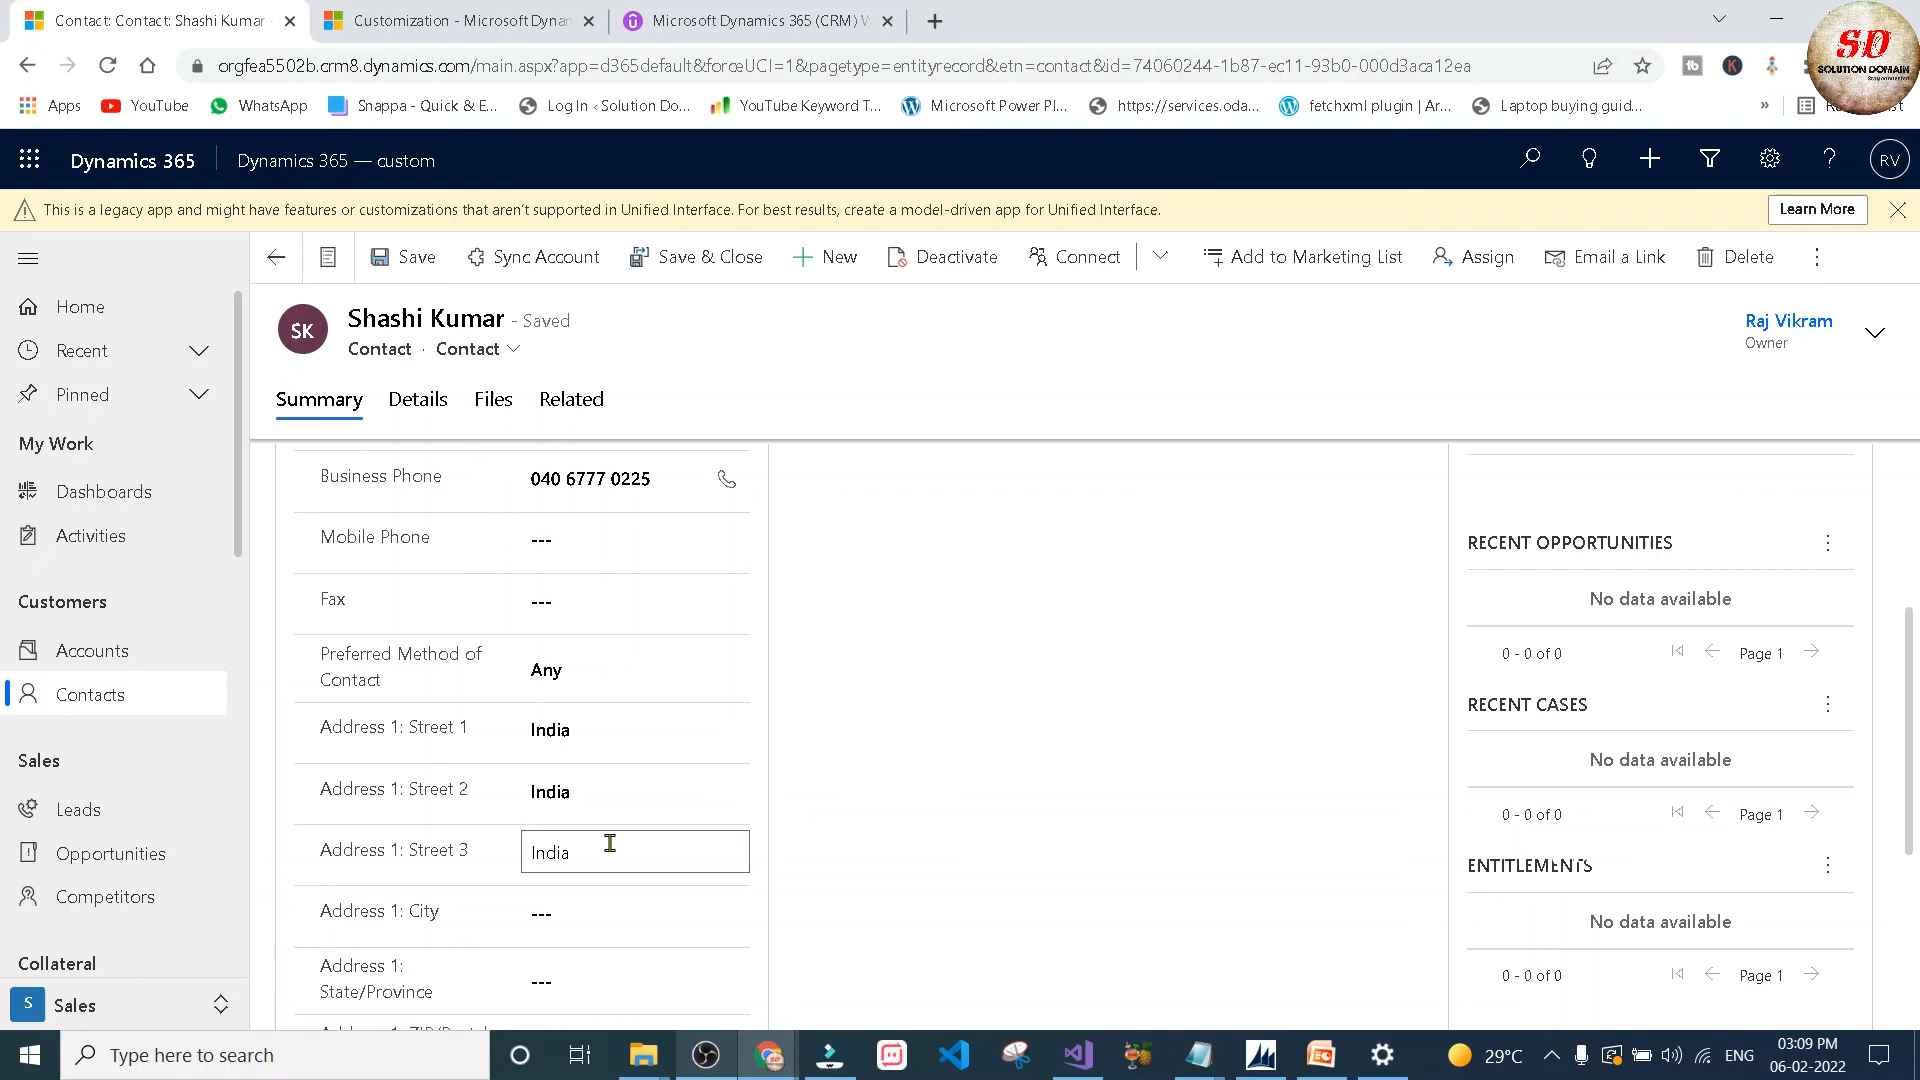 Contact: Contact: Shashi Kumar -
Customization - Microsoft Dynan
Microsoft Dynamics 365 (CRM) W
orgfea5502b.crm8.dynamics.com/main.aspx?app=d365default&forceUCI=1&pagetype=entityrecord&etn=contact&id=74060244-1b87-ec11-93b0-000d3aca12ea
SD
SOLUTION DOMAIN
Stay connected
Apps
YouTube
WhatsApp
Snappa - Quick & E...
Log In ‹ Solution Do...
YouTube Keyword T...
Microsoft Power Pl...
https://services.oda...
fetchxml plugin | Ar...
Laptop buying guid...
»
Dynamics 365
Dynamics 365 — custom
RV
This is a legacy app and might have features or customizations that aren't supported in Unified Interface. For best results, create a model-driven app for Unified Interface.
Learn More
Save
Sync Account
Save & Close
New
Deactivate
Connect
Add to Marketing List
Assign
Email a Link
Delete
Home
Recent
Pinned
My Work
Dashboards
Activities
Customers
Accounts
Contacts
Sales
Leads
Opportunities
Competitors
Collateral
S Sales
SK
Shashi Kumar - Saved
Contact · Contact
Raj Vikram
Owner
Summary
Details
Files
Related
Business Phone
040 6777 0225
Mobile Phone
---
Fax
---
Preferred Method of
Contact
Any
Address 1: Street 1
India
Address 1: Street 2
India
Address 1: Street 3
India
Address 1: City
---
Address 1:
State/Province
---
RECENT OPPORTUNITIES
No data available
0 - 0 of 0
Page 1
RECENT CASES
No data available
0 - 0 of 0
Page 1
ENTITLEMENTS
No data available
0 - 0 of 0
Page 1
Type here to search
29°C
ENG
03:09 PM
06-02-2022